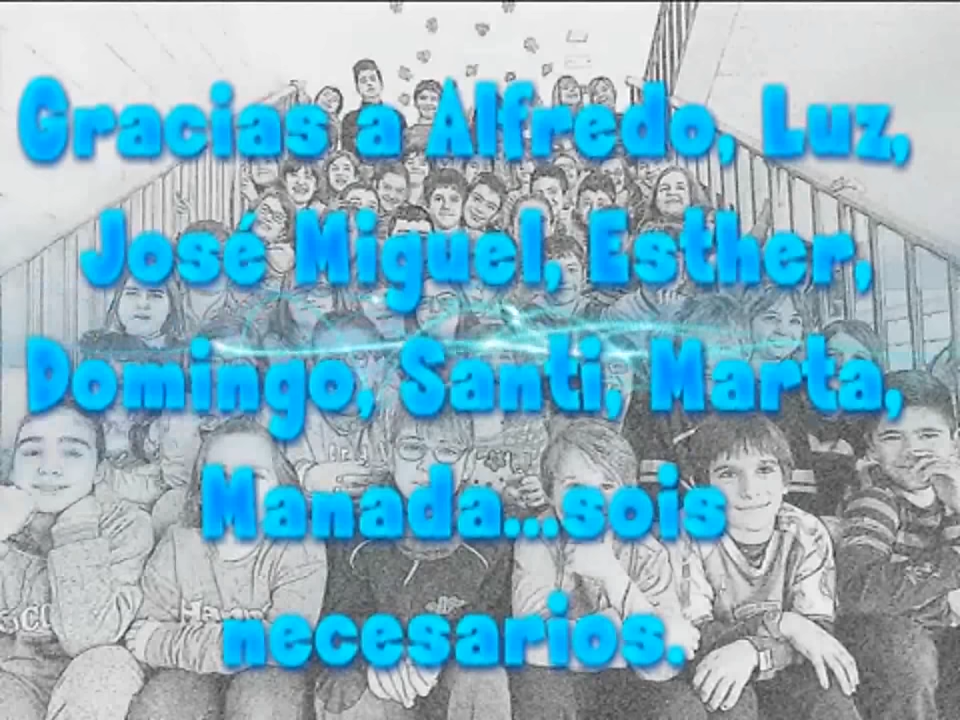 Gracias a Alfredo, Luz,
José Miguel, Esther,
Domingo, Santi, Marta,
Manada...sois
necesarios.